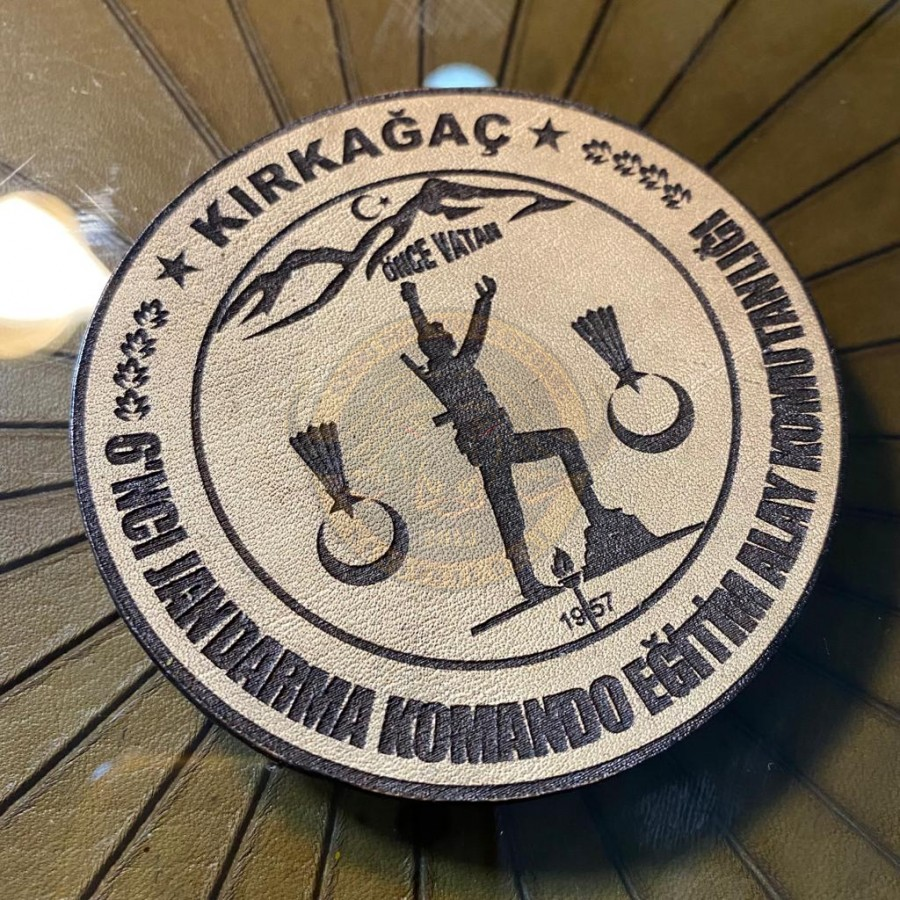 KIRKAĞAÇ
ÖNCE VATAN
1957
6'NCI JANDARMA KOMANDO EĞİTİM ALAY KOMUTANLIĞI